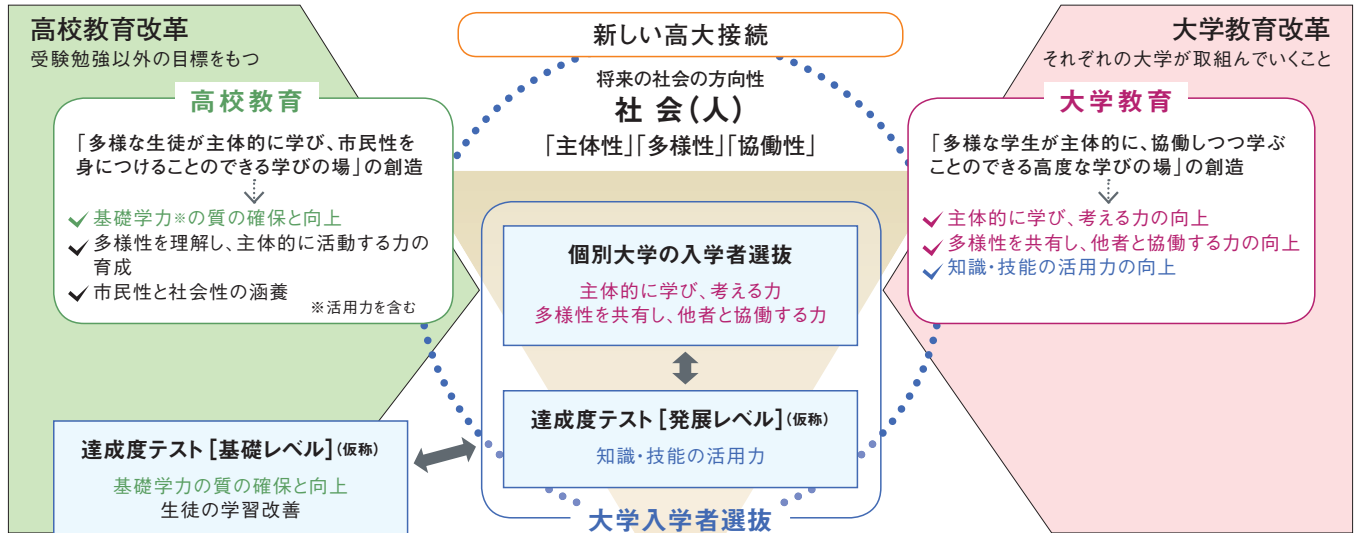 高校教育改革
受験勉強以外の目標をもつ
高校教育
「多様な生徒が主体的に学び、市民性を
身につけることのできる学びの場」の創造
基礎学力※の質の確保と向上
多様性を理解し、主体的に活動する力の
育成
市民性と社会性の涵養
※活用力を含む
達成度テスト[基礎レベル](仮称)
基礎学力の質の確保と向上
生徒の学習改善
新しい高大接続
将来の社会の方向性
社会(人)
「主体性」「多様性」「協働性」
個別大学の入学者選抜
主体的に学び、考える力
多様性を共有し、他者と協働する力
達成度テスト[発展レベル](仮称)
知識・技能の活用力
大学入学者選抜
大学教育改革
それぞれの大学が取組んでいくこと
大学教育
「多様な学生が主体的に、協働しつつ学ぶ
ことのできる高度な学びの場」の創造
主体的に学び、考える力の向上
多様性を共有し、他者と協働する力の向上
知識・技能の活用力の向上